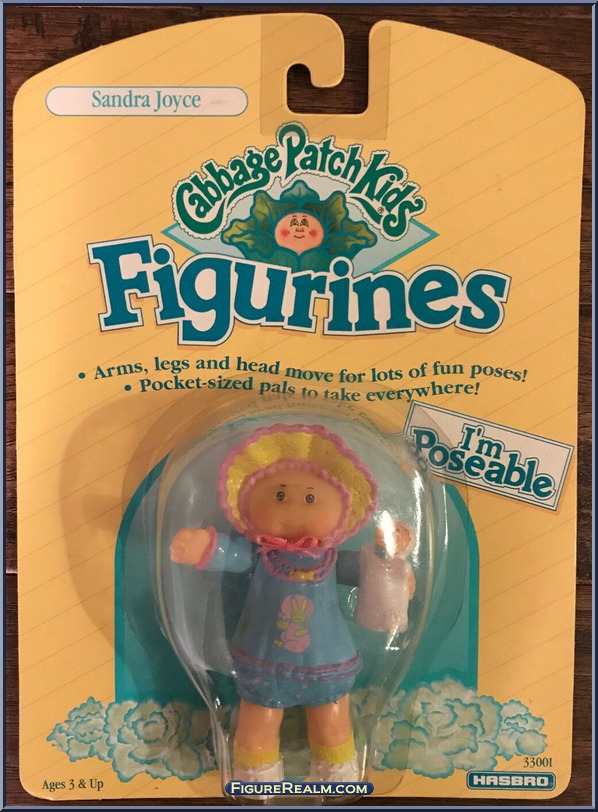 Sandra Joyce
Cabbage Patch Kids®
Figurines
• Arms, legs and head move for lots of fun poses!
• Pocket-sized pals to take everywhere!
I'm
Poseable
33001
Ages 3 & Up
HASBRO
FIGUREREALM.COM